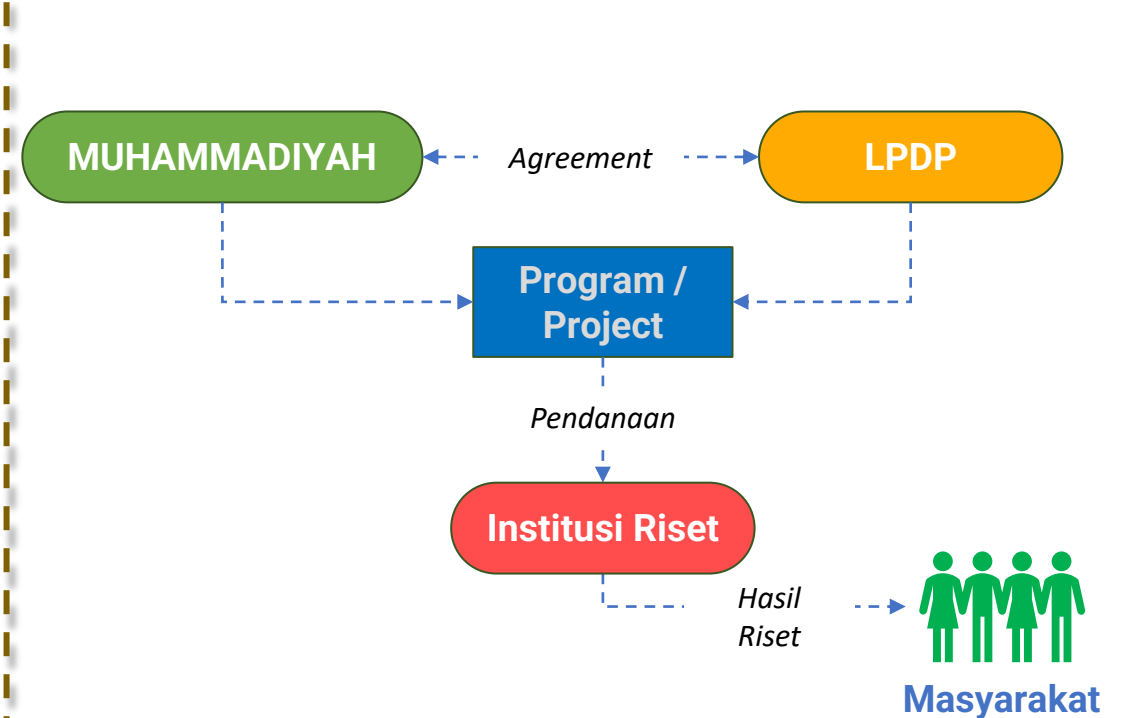 MUHAMMADIYAH
Agreement
LPDP
Program /
Project
Pendanaan
Institusi Riset
Hasil
Riset
Masyarakat